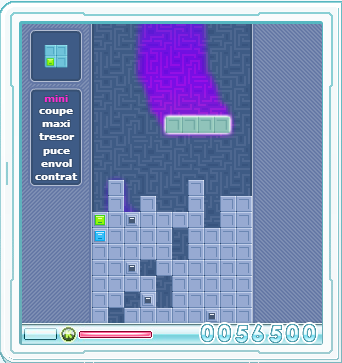 mini
coupe
maxi
tresor
puce
envol
contrat
0056500